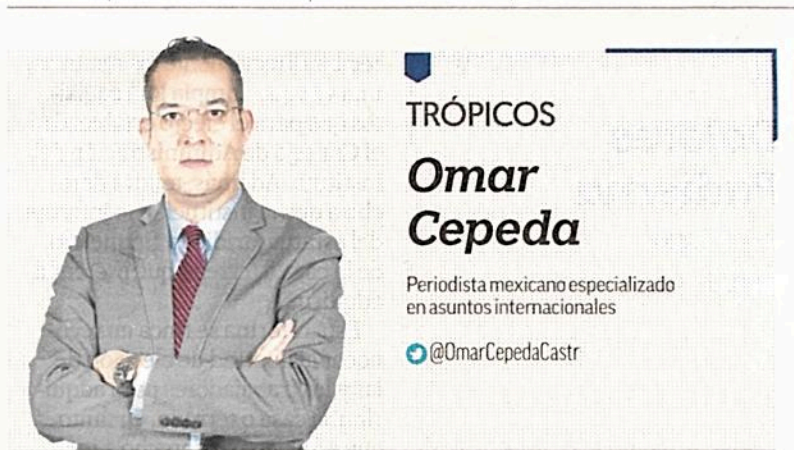 TRÓPICOS
Omar
Cepeda
Periodista mexicano especializado
en asuntos internacionales
@OmarCepedaCastr